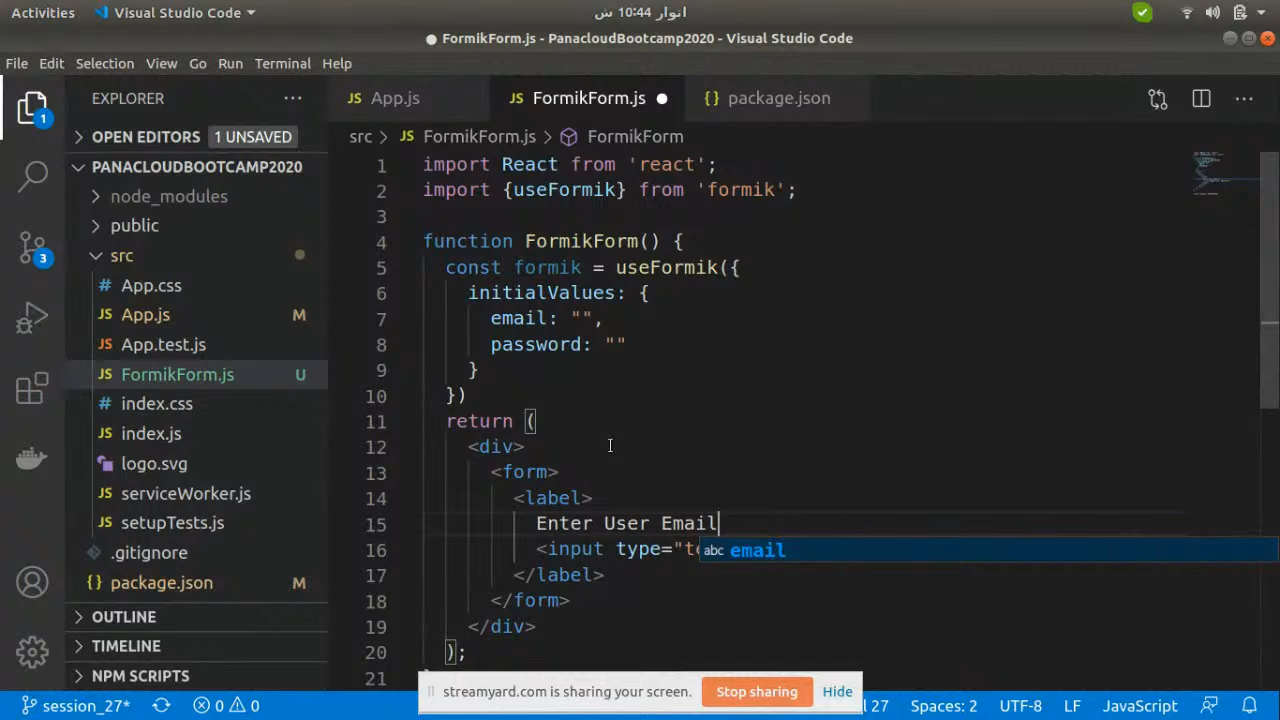 Activities
Visual Studio Code
اتوار 10:44 ش
● FormikForm.js - PanacloudBootcamp2020 - Visual Studio Code
File Edit Selection View Go Run Terminal Help
EXPLORER
JS App.js
JS FormikForm.js
{} package.json
OPEN EDITORS 1 UNSAVED
src > JS FormikForm.js > FormikForm
PANACLOUDBOOTCAMP2020
node_modules
public
src
App.css
JS App.js M
JS App.test.js
JS FormikForm.js U
index.css
JS index.js
logo.svg
JS serviceWorker.js
JS setupTests.js
.gitignore
{} package.json M
OUTLINE
TIMELINE
NPM SCRIPTS
1
3
1 import React from 'react';
2 import {useFormik} from 'formik';
3
4 function FormikForm() {
5 const formik = useFormik({
6 initialValues: {
7 email: "",
8 password: ""
9 }
10 })
11 return (
12 <div>
13 <form>
14 <label>
15 Enter User Email
16 <input type="te
abc email
17 </label>
18 </form>
19 </div>
20 );
21
streamyard.com is sharing your screen. Stop sharing Hide
session_27* 0 0
27 Spaces: 2 UTF-8 LF JavaScript